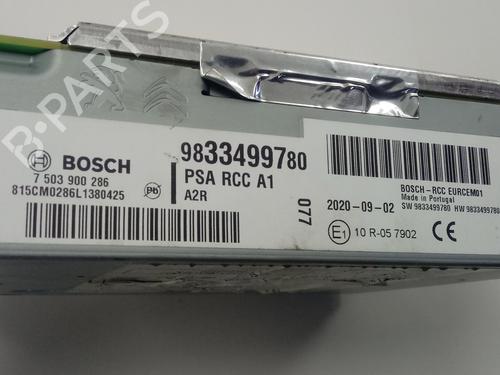 BOSCH
7 503 900 286
815CM0286L1380425
Pb
9833499780
PSA RCC A1
A2R
077
BOSCH-RCC EURCEM01
Made in Portugal
2020-09-02
SW 9833499780 HW 9833499780
E1 10 R-05 7902 CE
R-PARTS